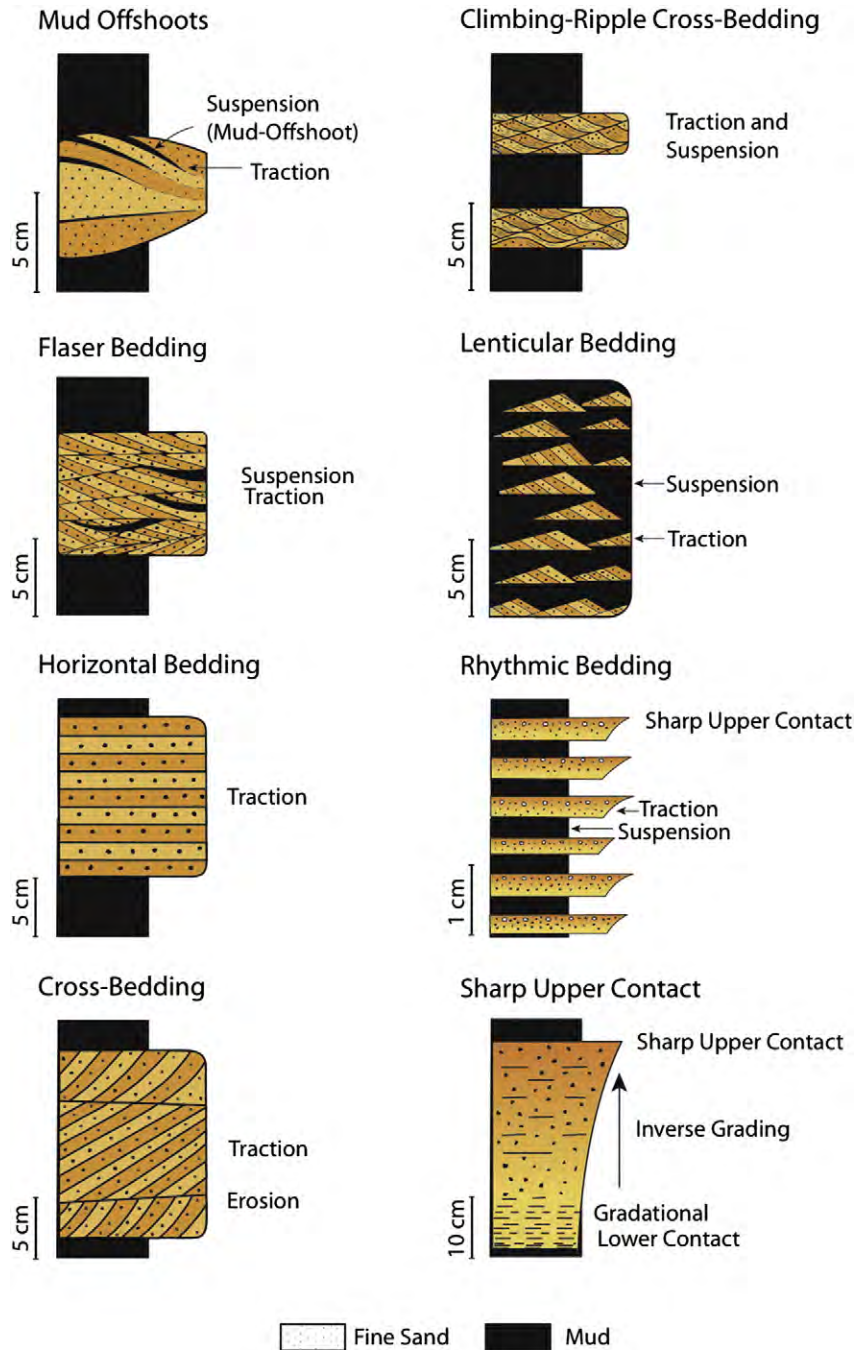 Mud Offshoots
Suspension
(Mud-Offshoot)
Traction
5 cm
Climbing-Ripple Cross-Bedding
Traction and
Suspension
5 cm
Flaser Bedding
Suspension
Traction
5 cm
Lenticular Bedding
Suspension
Traction
5 cm
Horizontal Bedding
Traction
5 cm
Rhythmic Bedding
Sharp Upper Contact
Traction
Suspension
1 cm
Cross-Bedding
Traction
Erosion
5 cm
Sharp Upper Contact
Sharp Upper Contact
Inverse Grading
Gradational
Lower Contact
10 cm
Fine Sand
Mud